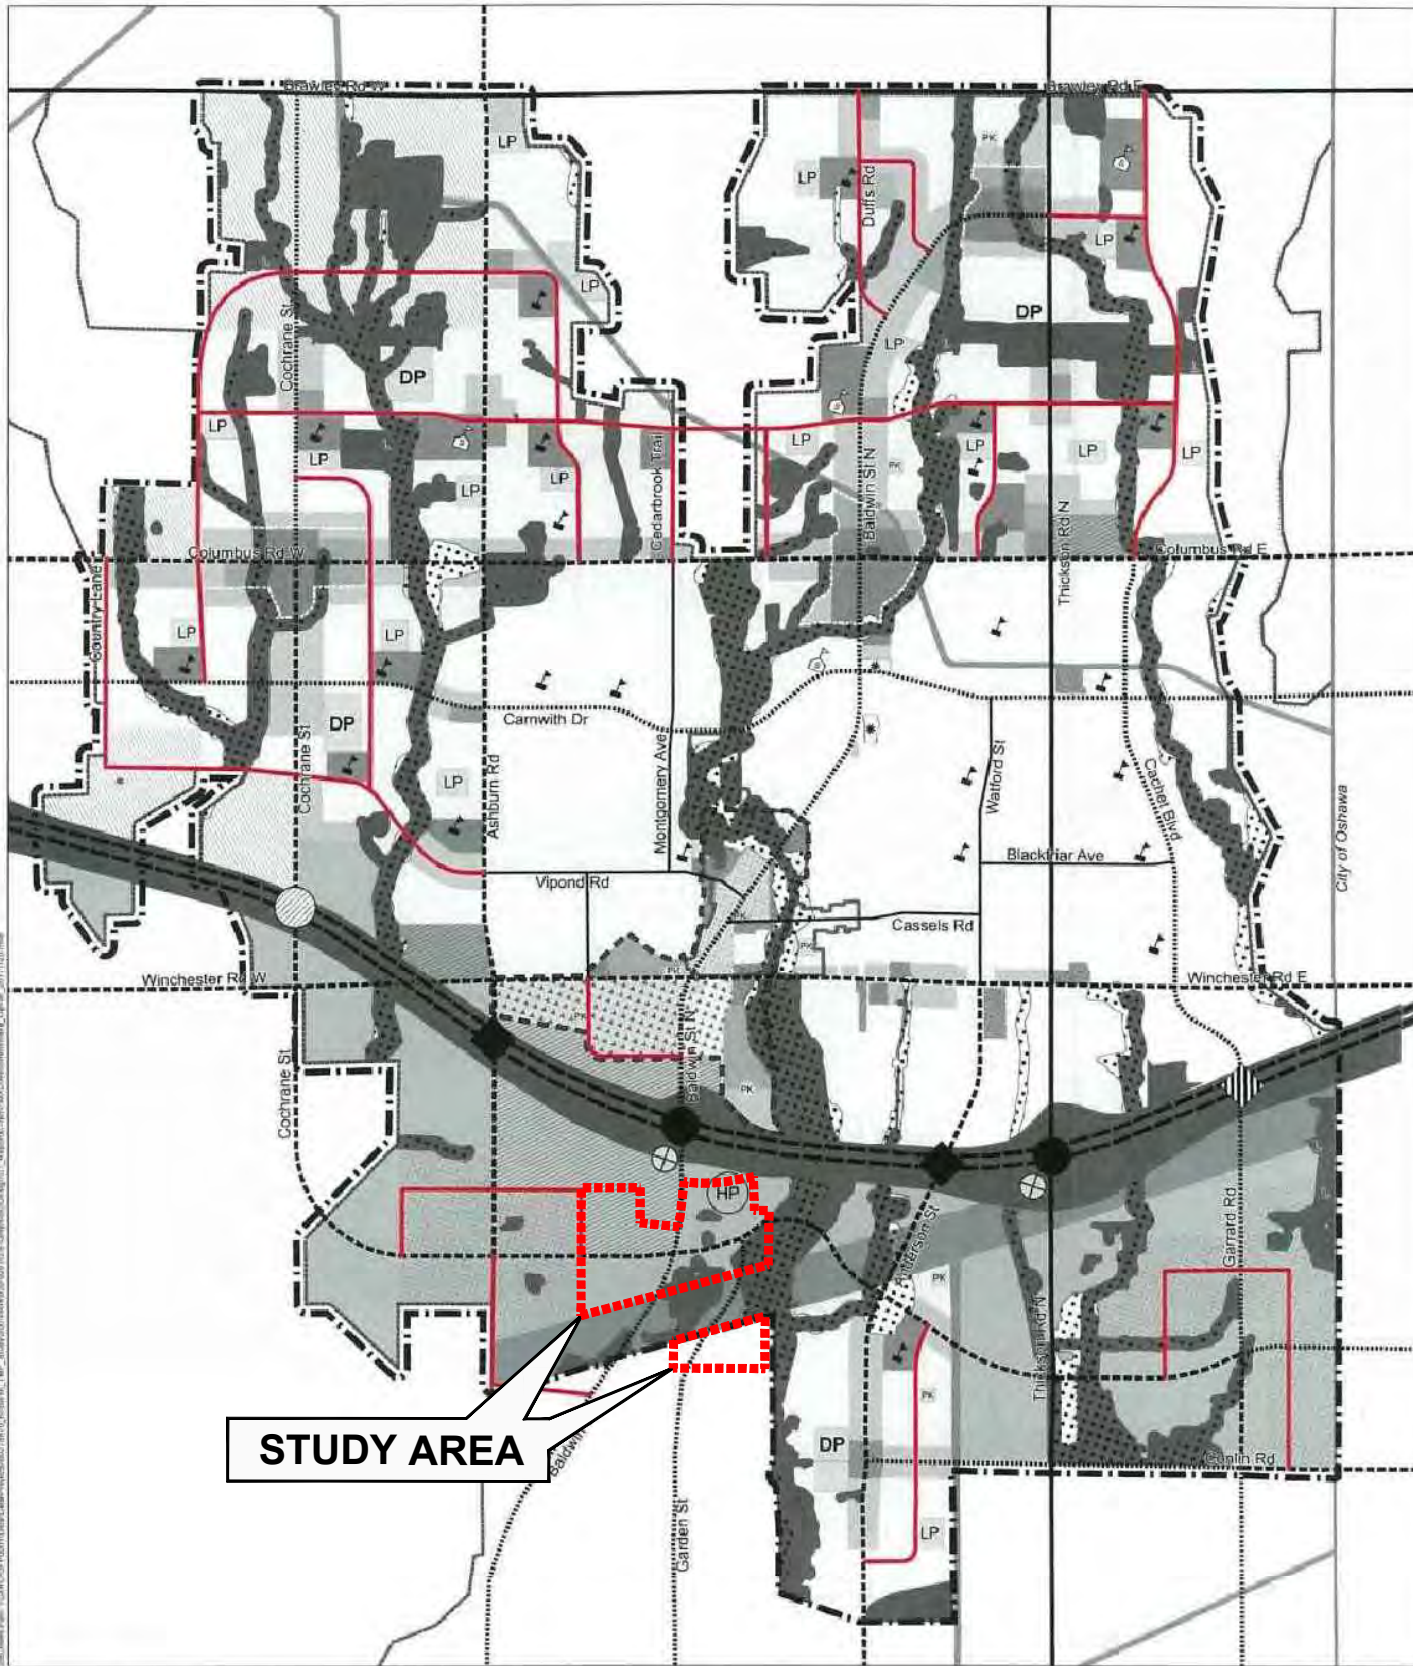 Brawley Rd W
Brawley Rd E
LP
PK
LP
Duffs Rd
LP
LP
Cochrane St
DP
LP
DP
LP
LP
LP
LP
LP
LP
LP
LP
LP
PK
Cedarbrook Trail
Baldwin St N
Thickson Rd N
Columbus Rd W
Columbus Rd E
Country Lane
LP
LP
DP
Carnwith Dr
Cochrane St
LP
Ashburn Rd
Montgomery Ave
Watford St
Cachet Blvd
City of Oshawa
Blackfriar Ave
Vipond Rd
PK
Cassels Rd
PK
Winchester Rd W
PK
Winchester Rd E
PK
Baldwin St N
PK
Cochrane St
HP
Anderson St
Garrard Rd
PK
Thickson Rd N
PK
STUDY AREA
DP
Baldwin
Conlin Rd
Garden St
LP